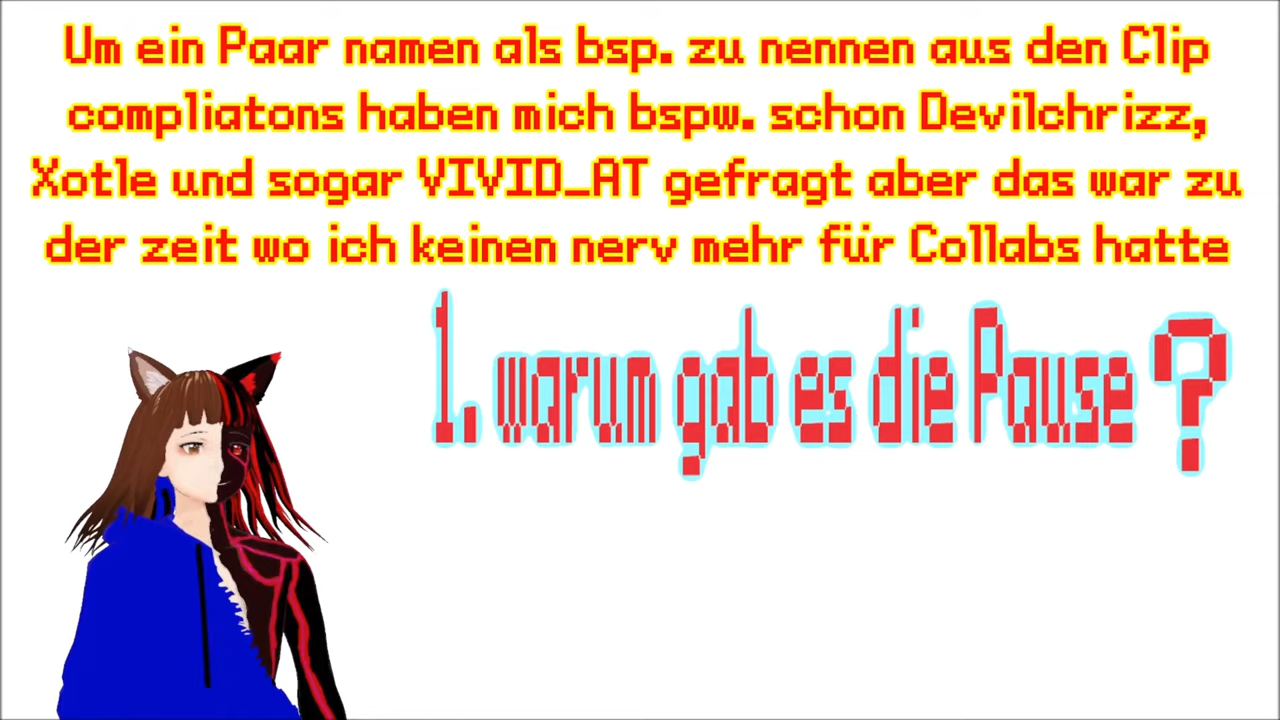 Um ein Paar namen als bsp. zu nennen aus den Clip
compliatons haben mich bspw. schon Devilchrizz,
Xotle und sogar VIVID_AT gefragt aber das war zu
der zeit wo ich keinen nerv mehr für Collabs hatte
1. warum gab es die Pause ?